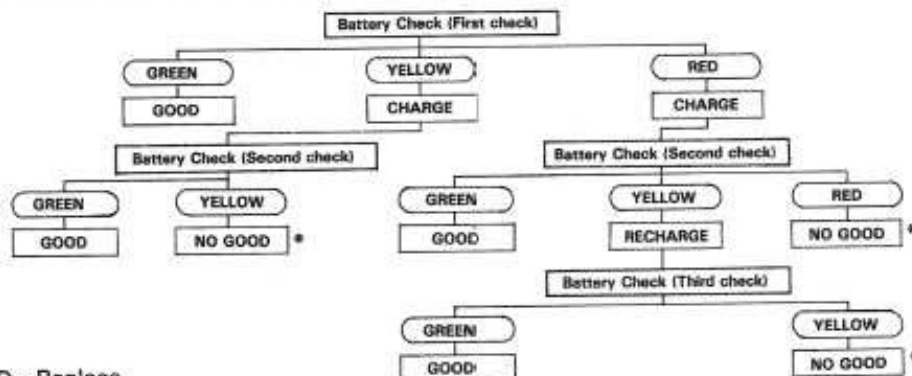 Battery Check (First check)
GREEN YELLOW RED
GOOD CHARGE CHARGE
Battery Check (Second check) Battery Check (Second check)
GREEN YELLOW GREEN YELLOW RED
GOOD NO GOOD * GOOD RECHARGE NO GOOD *
Battery Check (Third check)
GREEN YELLOW
GOOD NO GOOD *
Replace